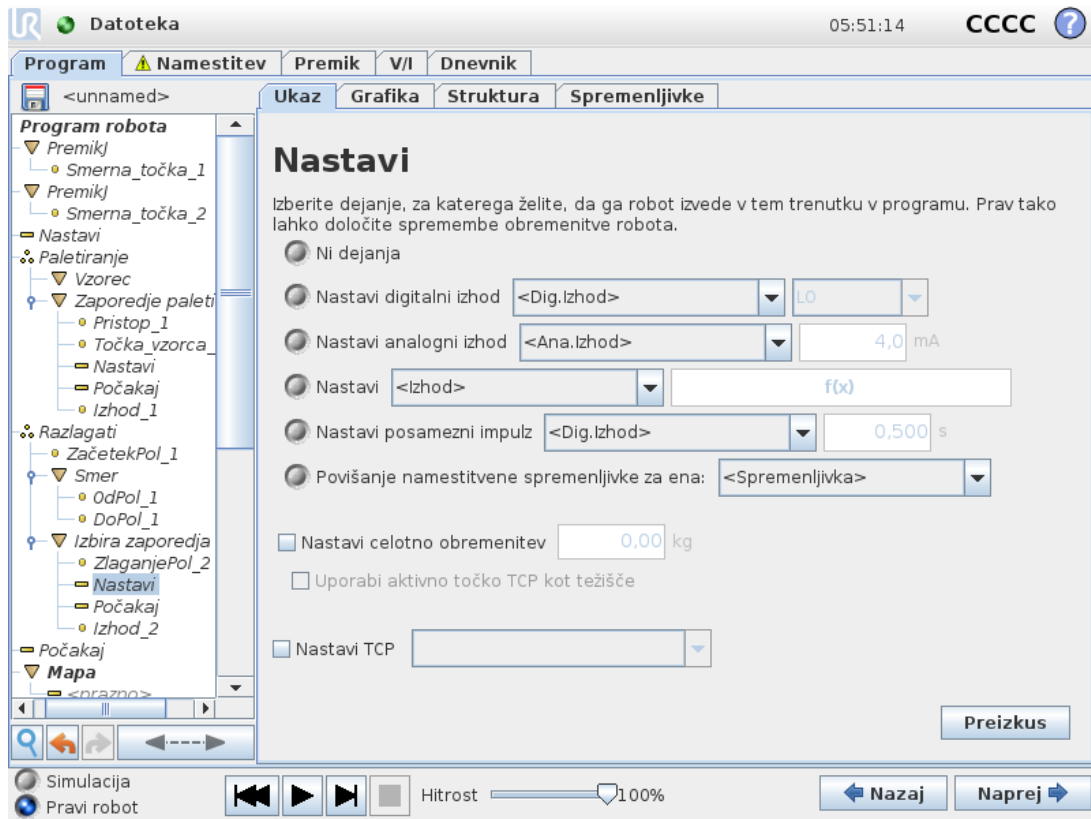 UR Datoteka 05:51:14 CCCC ?
Program Namestitev Premik V/I Dnevnik
<unnamed>
Ukaz Grafika Struktura Spremenljivke
Program robota
PremikJ
Smerna_točka_1
PremikJ
Smerna_točka_2
Nastavi
Paletiranje
Vzorec
Zaporedje paleti
Pristop_1
Točka_vzorca_
Nastavi
Počakaj
Izhod_1
Razlagati
ZačetekPol_1
Smer
OdPol_1
DoPol_1
Izbira zaporedja
ZlaganjePol_2
Nastavi
Počakaj
Izhod_2
Počakaj
Mapa
<prazno>
Nastavi
Izberite dejanje, za katerega želite, da ga robot izvede v tem trenutku v programu. Prav tako
lahko določite spremembe obremenitve robota.
Ni dejanja
Nastavi digitalni izhod <Dig.Izhod> LO
Nastavi analogni izhod <Ana.Izhod> 4,0 mA
Nastavi <Izhod> f(x)
Nastavi posamezni impulz <Dig.Izhod> 0,500 s
Povišanje namestitvene spremenljivke za ena: <Spremenljivka>
Nastavi celotno obremenitev 0,00 kg
Uporabi aktivno točko TCP kot težišče
Nastavi TCP
Preizkus
Simulacija
Pravi robot
Hitrost 100%
Nazaj
Naprej